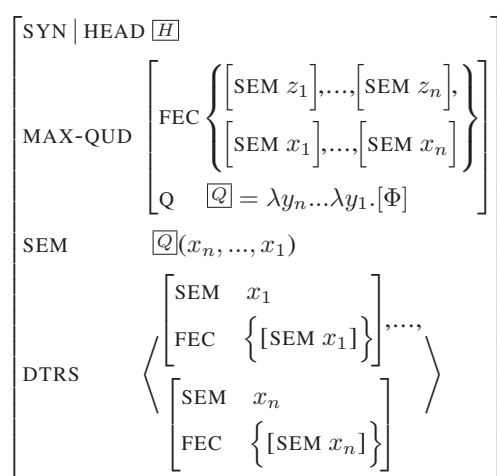 SYN | HEAD H
[SEM z₁],...,[SEM zₙ],
MAX-QUD FEC { }
[SEM x₁],...,[SEM xₙ]
Q Q = λyₙ...λy₁.[Φ]
SEM Q(xₙ, ..., x₁)
SEM x₁
FEC {[SEM x₁]} ,...,
DTRS ⟨ ⟩
SEM xₙ
FEC {[SEM xₙ]}